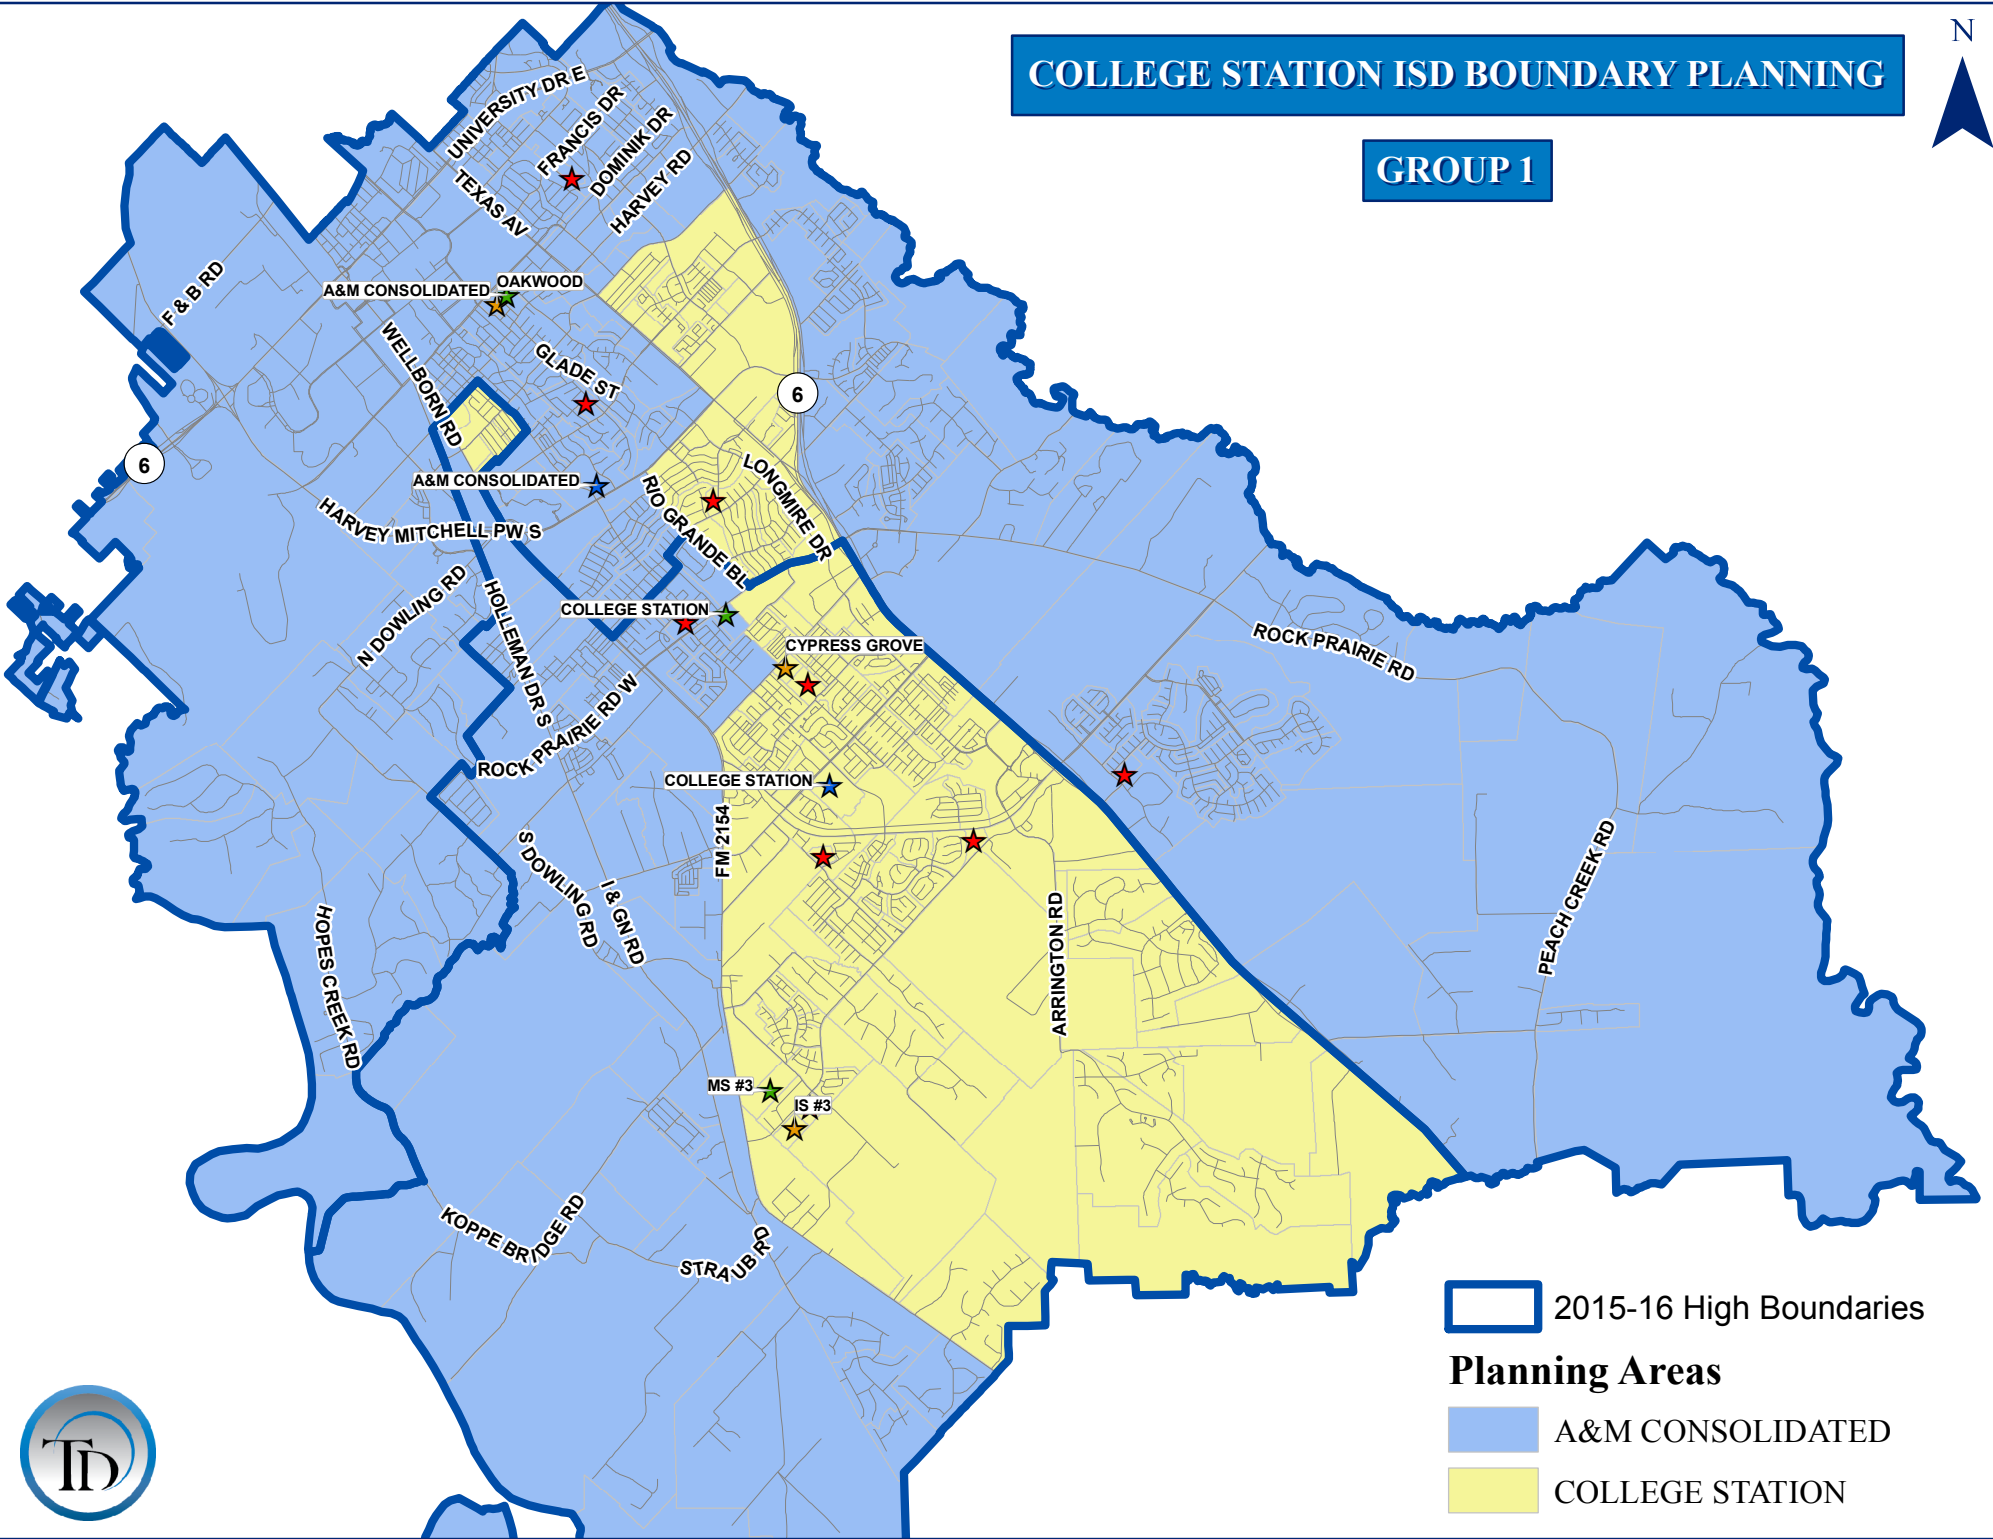 COLLEGE STATION ISD BOUNDARY PLANNING
N
GROUP 1
UNIVERSITY DR E
FRANCIS DR
DOMINIK DR
HARVEY RD
TEXAS AV
F & B RD
A&M CONSOLIDATED
OAKWOOD
WELLBORN RD
GLADE ST
6
6
A&M CONSOLIDATED
LONGMIRE DR
RIO GRANDE BL
HARVEY MITCHELL PW S
N DOWLING RD
HOLLEMAN DR S
COLLEGE STATION
CYPRESS GROVE
ROCK PRAIRIE RD
ROCK PRAIRIE RD W
COLLEGE STATION
FM 2154
S DOWLING RD
I & GN RD
HOPES CREEK RD
ARRINGTON RD
PEACH CREEK RD
MS #3
IS #3
KOPPE BRIDGE RD
STRAUB RD
2015-16 High Boundaries
Planning Areas
A&M CONSOLIDATED
COLLEGE STATION
TD